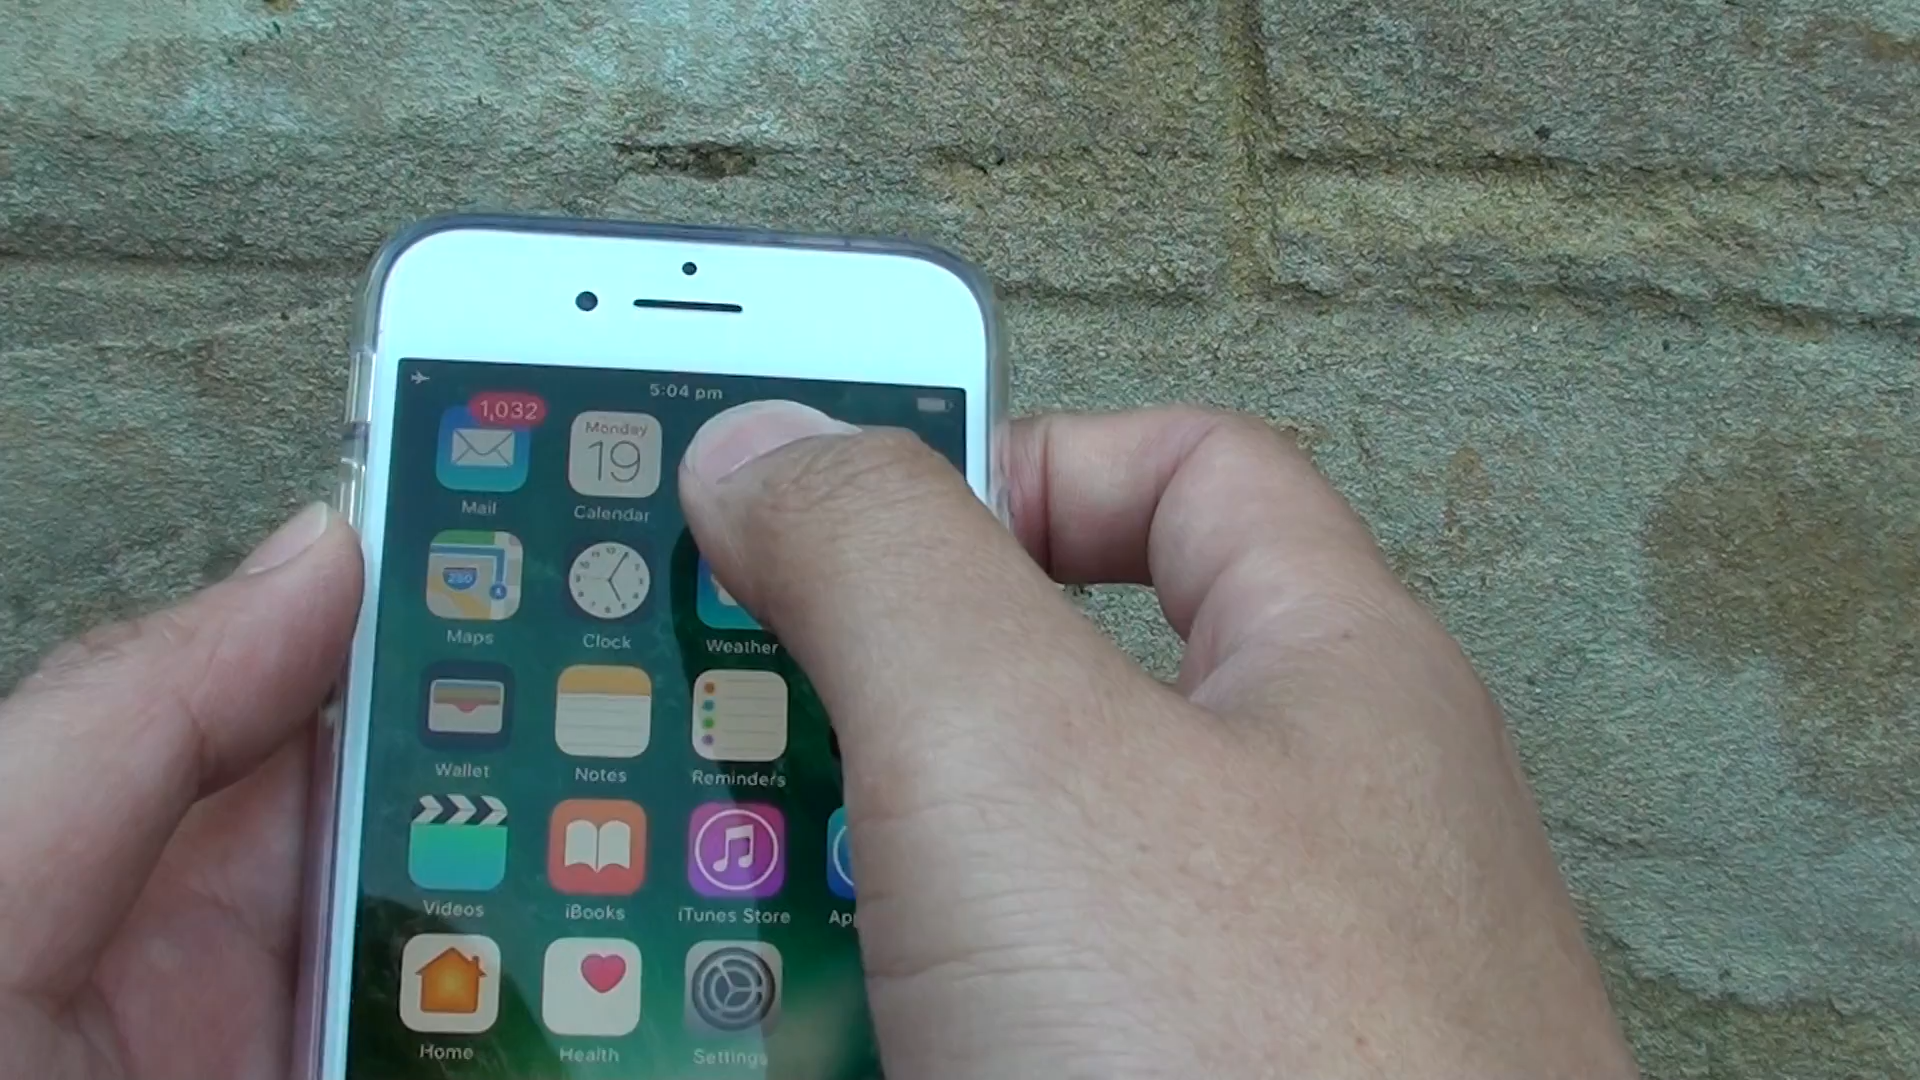 5:04 pm
1,032
Monday
19
Mail
Calendar
Maps
Clock
Weather
280
Wallet
Notes
Reminders
Videos
iBooks
iTunes Store
Home
Health
Settings